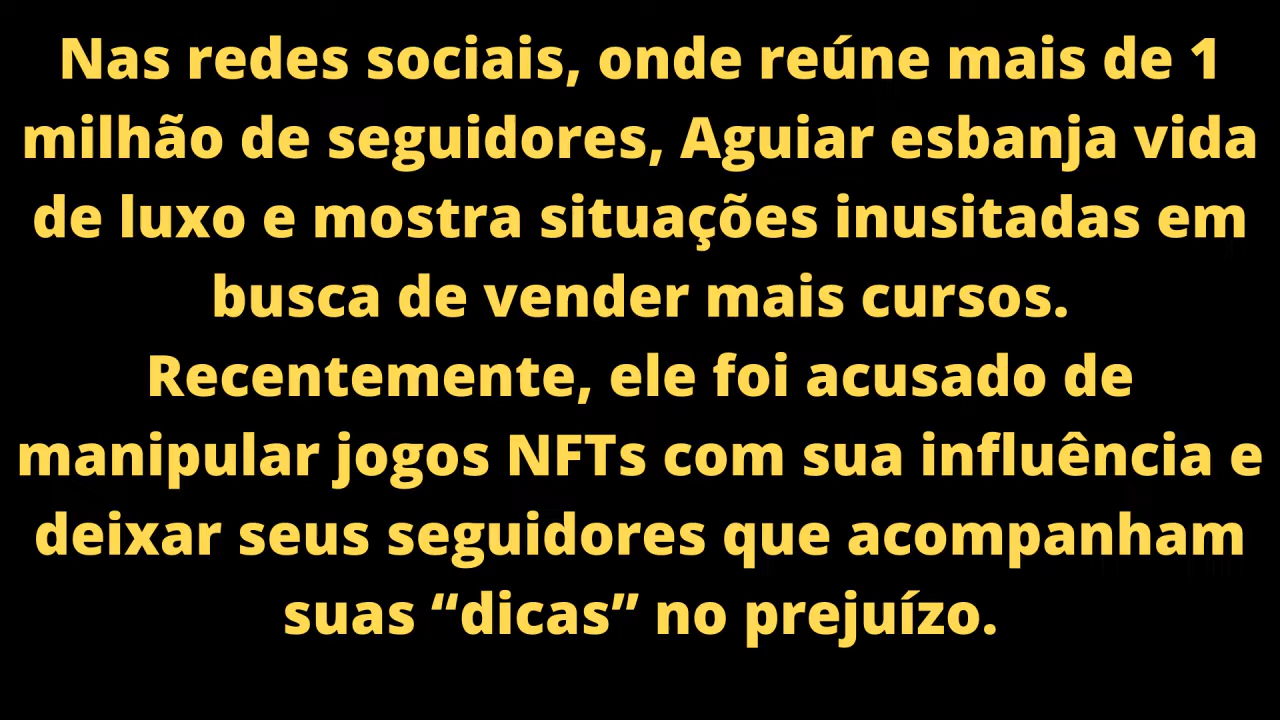 Nas redes sociais, onde reúne mais de 1
milhão de seguidores, Aguiar esbanja vida
de luxo e mostra situações inusitadas em
busca de vender mais cursos.
Recentemente, ele foi acusado de
manipular jogos NFTs com sua influência e
deixar seus seguidores que acompanham
suas “dicas” no prejuízo.